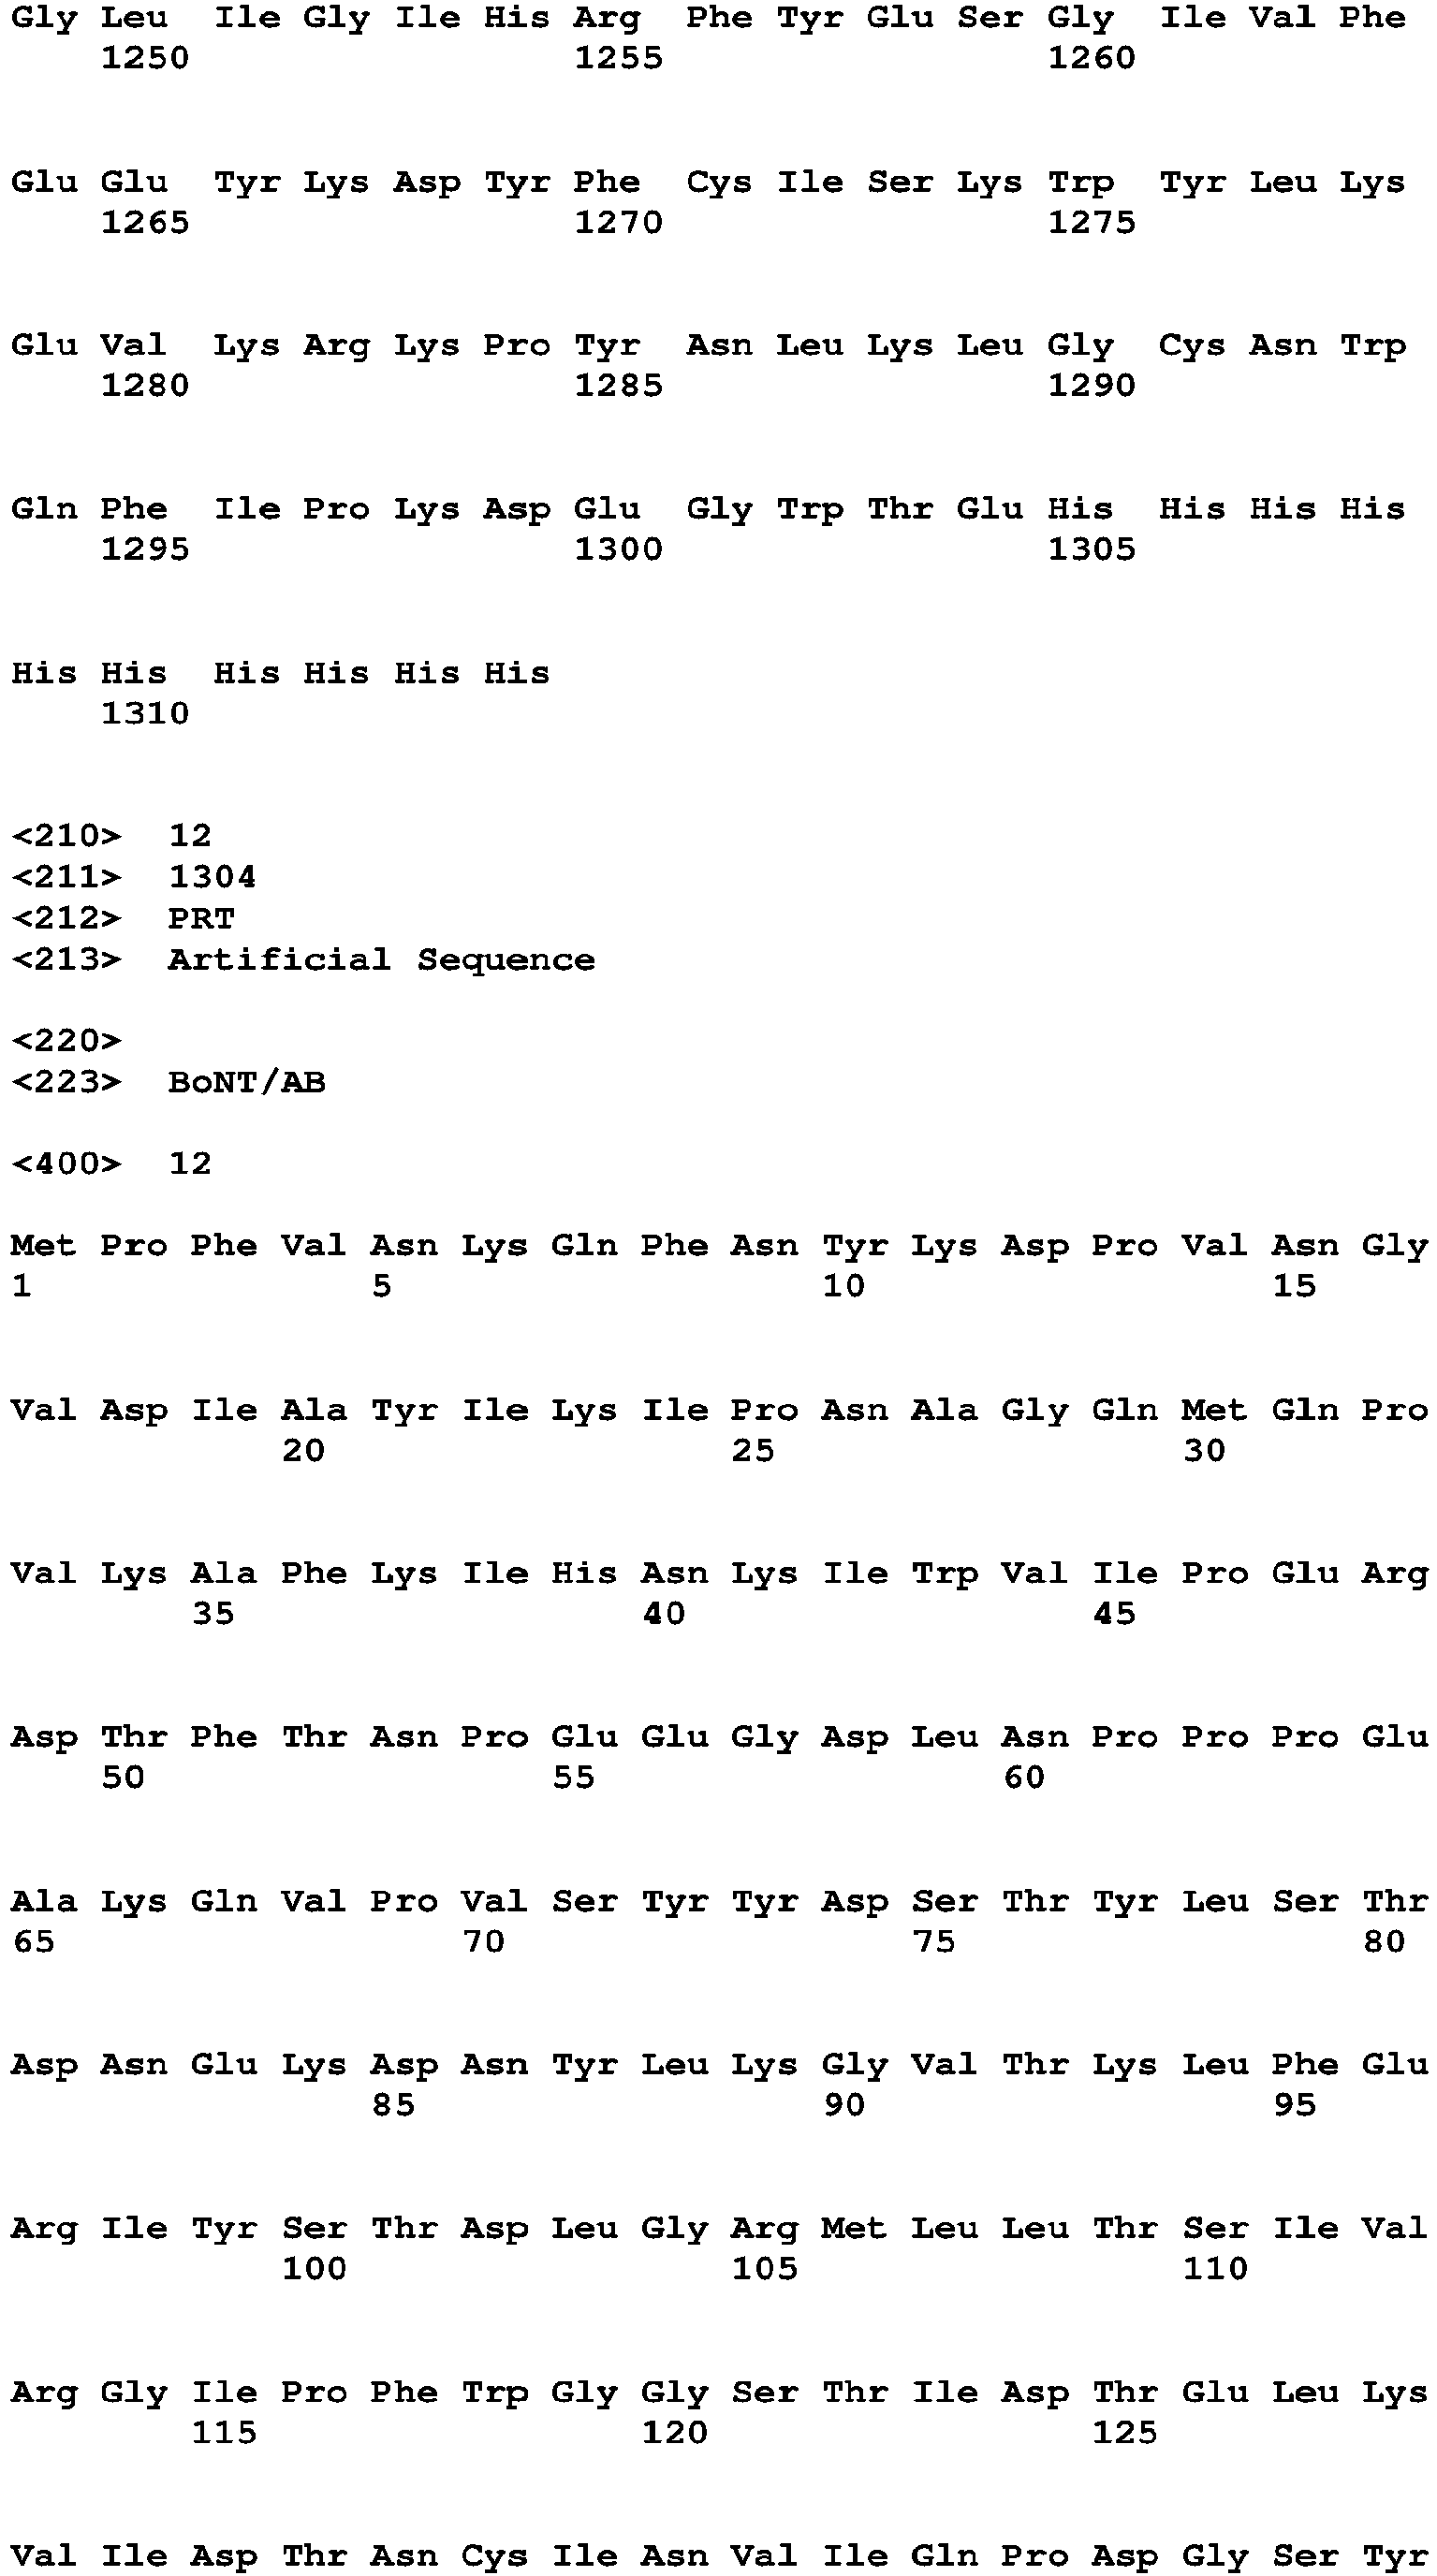 Gly Leu Ile Gly Ile His Arg Phe Tyr Glu Ser Gly Ile Val Phe
1250 1255 1260
Glu Glu Tyr Lys Asp Tyr Phe Cys Ile Ser Lys Trp Tyr Leu Lys
1265 1270 1275
Glu Val Lys Arg Lys Pro Tyr Asn Leu Lys Leu Gly Cys Asn Trp
1280 1285 1290
Gln Phe Ile Pro Lys Asp Glu Gly Trp Thr Glu His His His His
1295 1300 1305
His His His His His His
1310
<210> 12
<211> 1304
<212> PRT
<213> Artificial Sequence
<220>
<223> BoNT/AB
<400> 12
Met Pro Phe Val Asn Lys Gln Phe Asn Tyr Lys Asp Pro Val Asn Gly
1 5 10 15
Val Asp Ile Ala Tyr Ile Lys Ile Pro Asn Ala Gly Gln Met Gln Pro
20 25 30
Val Lys Ala Phe Lys Ile His Asn Lys Ile Trp Val Ile Pro Glu Arg
35 40 45
Asp Thr Phe Thr Asn Pro Glu Glu Gly Asp Leu Asn Pro Pro Pro Glu
50 55 60
Ala Lys Gln Val Pro Val Ser Tyr Tyr Asp Ser Thr Tyr Leu Ser Thr
65 70 75 80
Asp Asn Glu Lys Asp Asn Tyr Leu Lys Gly Val Thr Lys Leu Phe Glu
85 90 95
Arg Ile Tyr Ser Thr Asp Leu Gly Arg Met Leu Leu Thr Ser Ile Val
100 105 110
Arg Gly Ile Pro Phe Trp Gly Gly Ser Thr Ile Asp Thr Glu Leu Lys
115 120 125
Val Ile Asp Thr Asn Cys Ile Asn Val Ile Gln Pro Asp Gly Ser Tyr